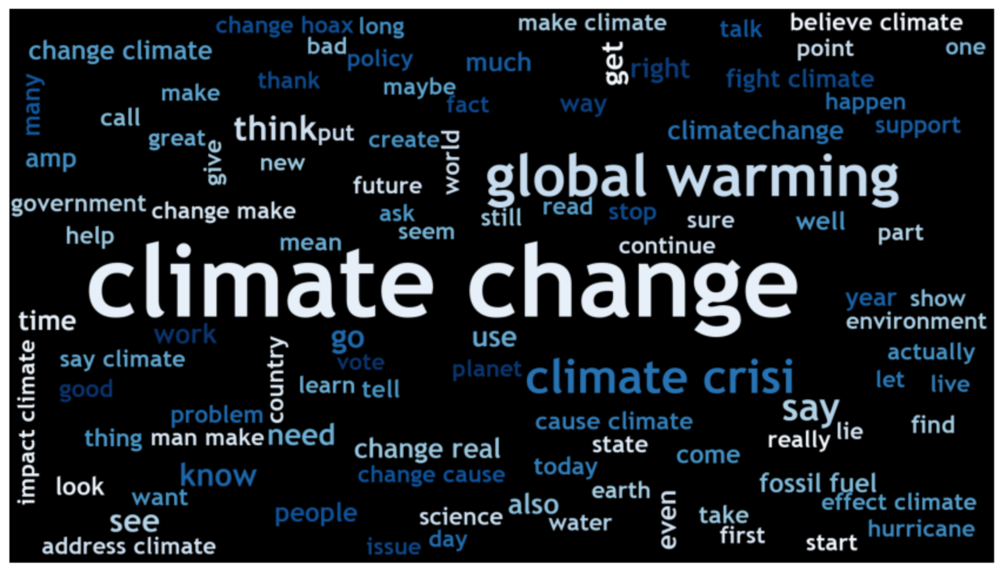 change hoax
long
make climate
talk
believe climate
change climate
bad
policy
much
get
right
point
one
many
thank
make
maybe
fact
way
fight climate
happen
call
great
give
think
put
create
world
climatechange
support
amp
new
future
global warming
government
change make
ask
still
read
stop
sure
well
part
help
mean
seem
continue
climate change
year
show
time
environment
work
go
use
impact climate
say climate
country
vote
planet
climate crisi
actually
good
learn
tell
let
live
problem
cause climate
say
lie
find
thing
man make
need
change real
state
really
come
know
change cause
today
fossil fuel
look
want
earth
effect climate
see
people
science
also
water
even
take
hurricane
address climate
issue
day
first
start